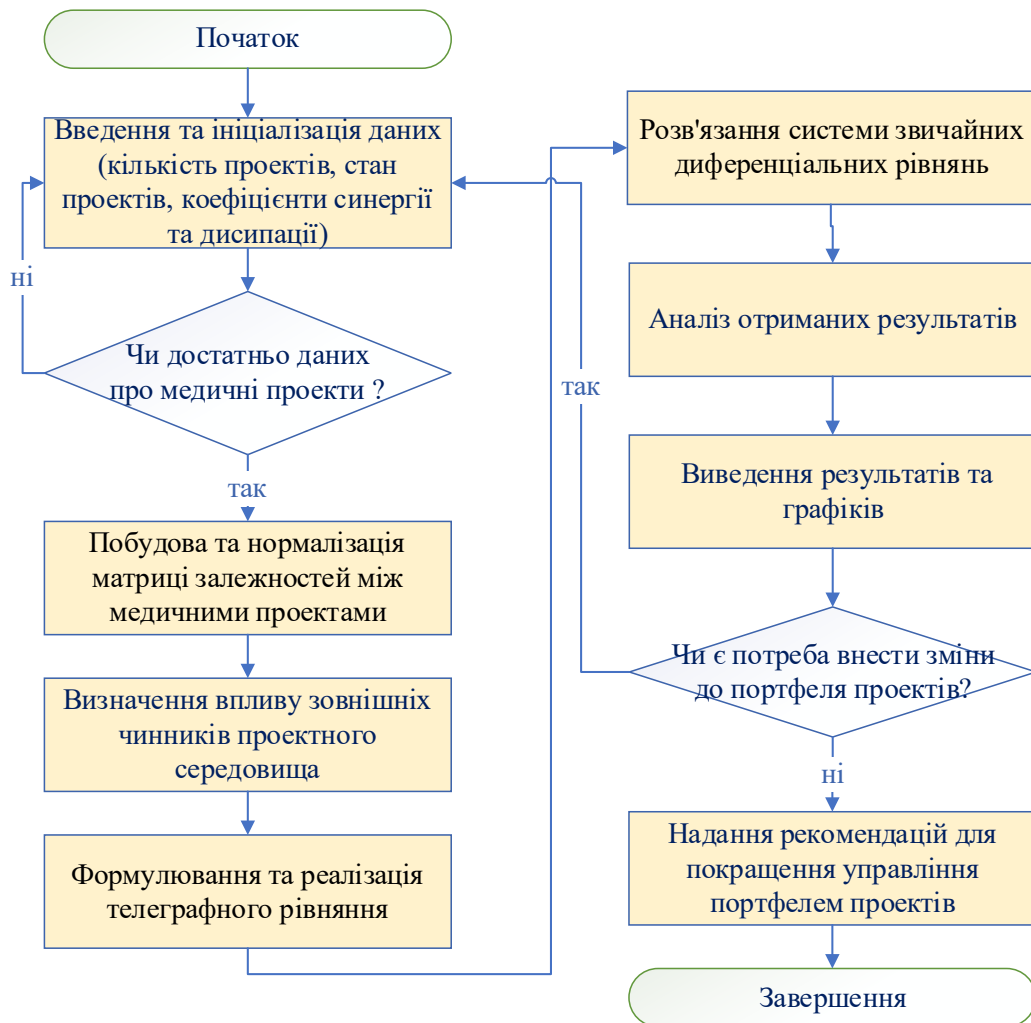 Початок
Введення та ініціалізація даних
(кількість проектів, стан
проектів, коефіцієнти синергії
та дисипації)
ні
Чи достатньо даних
про медичні проекти ?
так
Побудова та нормалізація
матриці залежностей між
медичними проектами
Визначення впливу зовнішніх
чинників проектного
середовища
Формулювання та реалізація
телеграфного рівняння
Розв'язання системи звичайних
диференціальних рівнянь
Аналіз отриманих результатів
так
Виведення результатів та
графіків
Чи є потреба внести зміни
до портфеля проектів?
ні
Надання рекомендацій для
покращення управління
портфелем проектів
Завершення